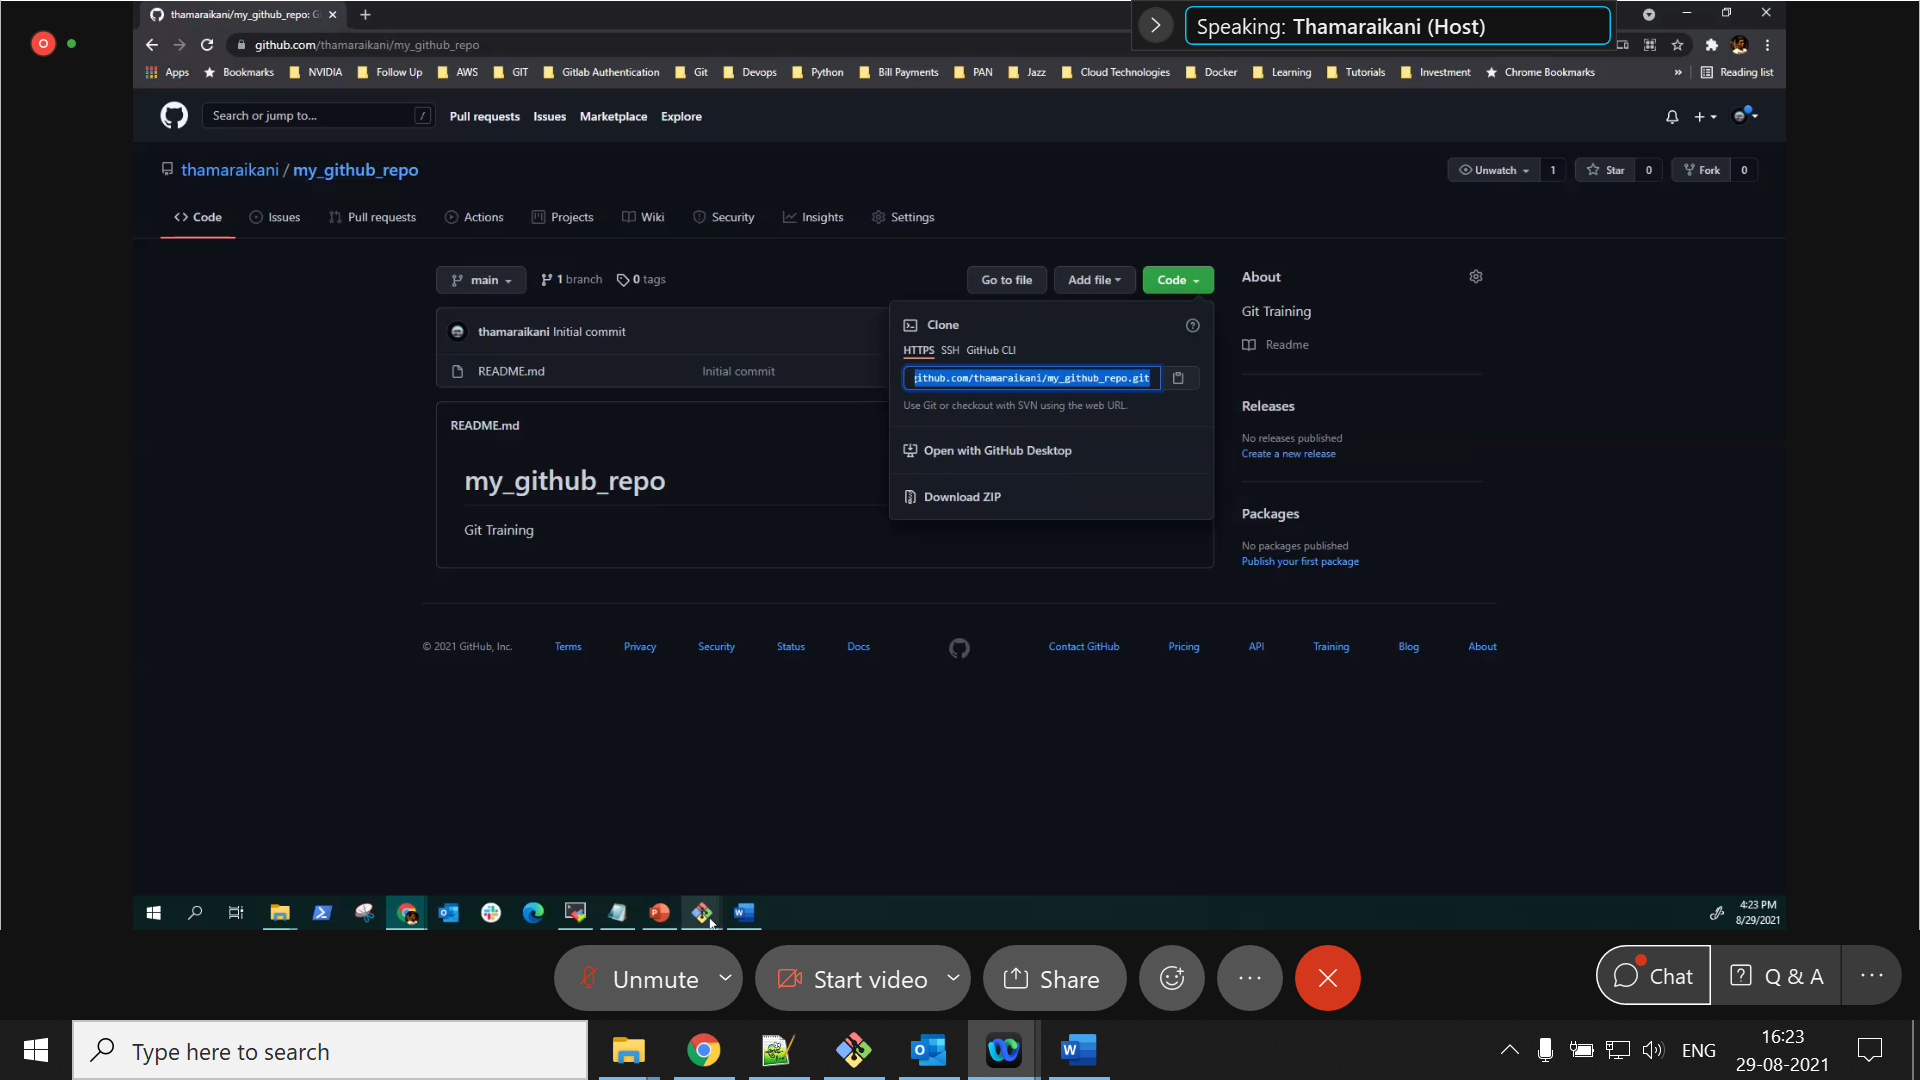 thamaraikani/my_github_repo: G
Speaking: Thamaraikani (Host)
github.com/thamaraikani/my_github_repo
Apps Bookmarks NVIDIA Follow Up AWS GIT Gitlab Authentication Git Devops Python Bill Payments PAN Jazz Cloud Technologies Docker Learning Tutorials Investment Chrome Bookmarks » Reading list
Search or jump to... / Pull requests Issues Marketplace Explore
thamaraikani / my_github_repo Unwatch 1 Star 0 Fork 0
Code Issues Pull requests Actions Projects Wiki Security Insights Settings
main 1 branch 0 tags Go to file Add file Code
thamaraikani Initial commit
README.md Initial commit
Clone
HTTPS SSH GitHub CLI
github.com/thamaraikani/my_github_repo.git
Use Git or checkout with SVN using the web URL.
Open with GitHub Desktop
Download ZIP
README.md
my_github_repo
Git Training
About
Git Training
Readme
Releases
No releases published
Create a new release
Packages
No packages published
Publish your first package
© 2021 GitHub, Inc. Terms Privacy Security Status Docs Contact GitHub Pricing API Training Blog About
4:23 PM
8/29/2021
Unmute Start video Share Chat Q & A
Type here to search
ENG
16:23
29-08-2021